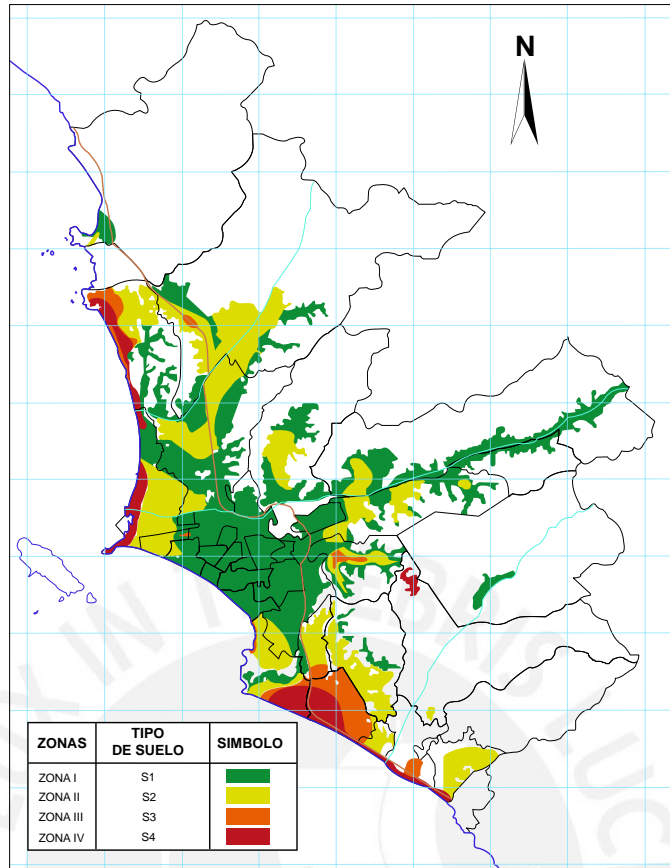 N
ZONAS TIPO DE SUELO SIMBOLO
ZONA I S1
ZONA II S2
ZONA III S3
ZONA IV S4